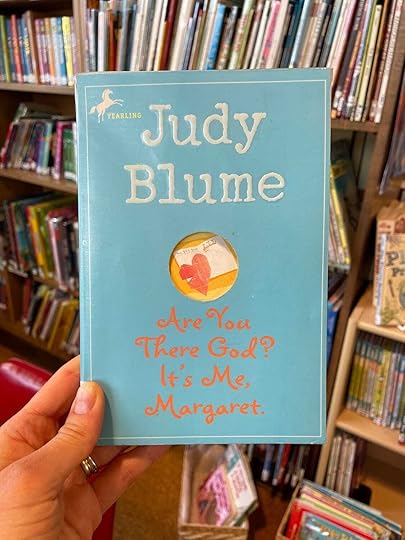 YEARLING
Judy
Blume
Are You
There God?
It's Me,
Margaret.